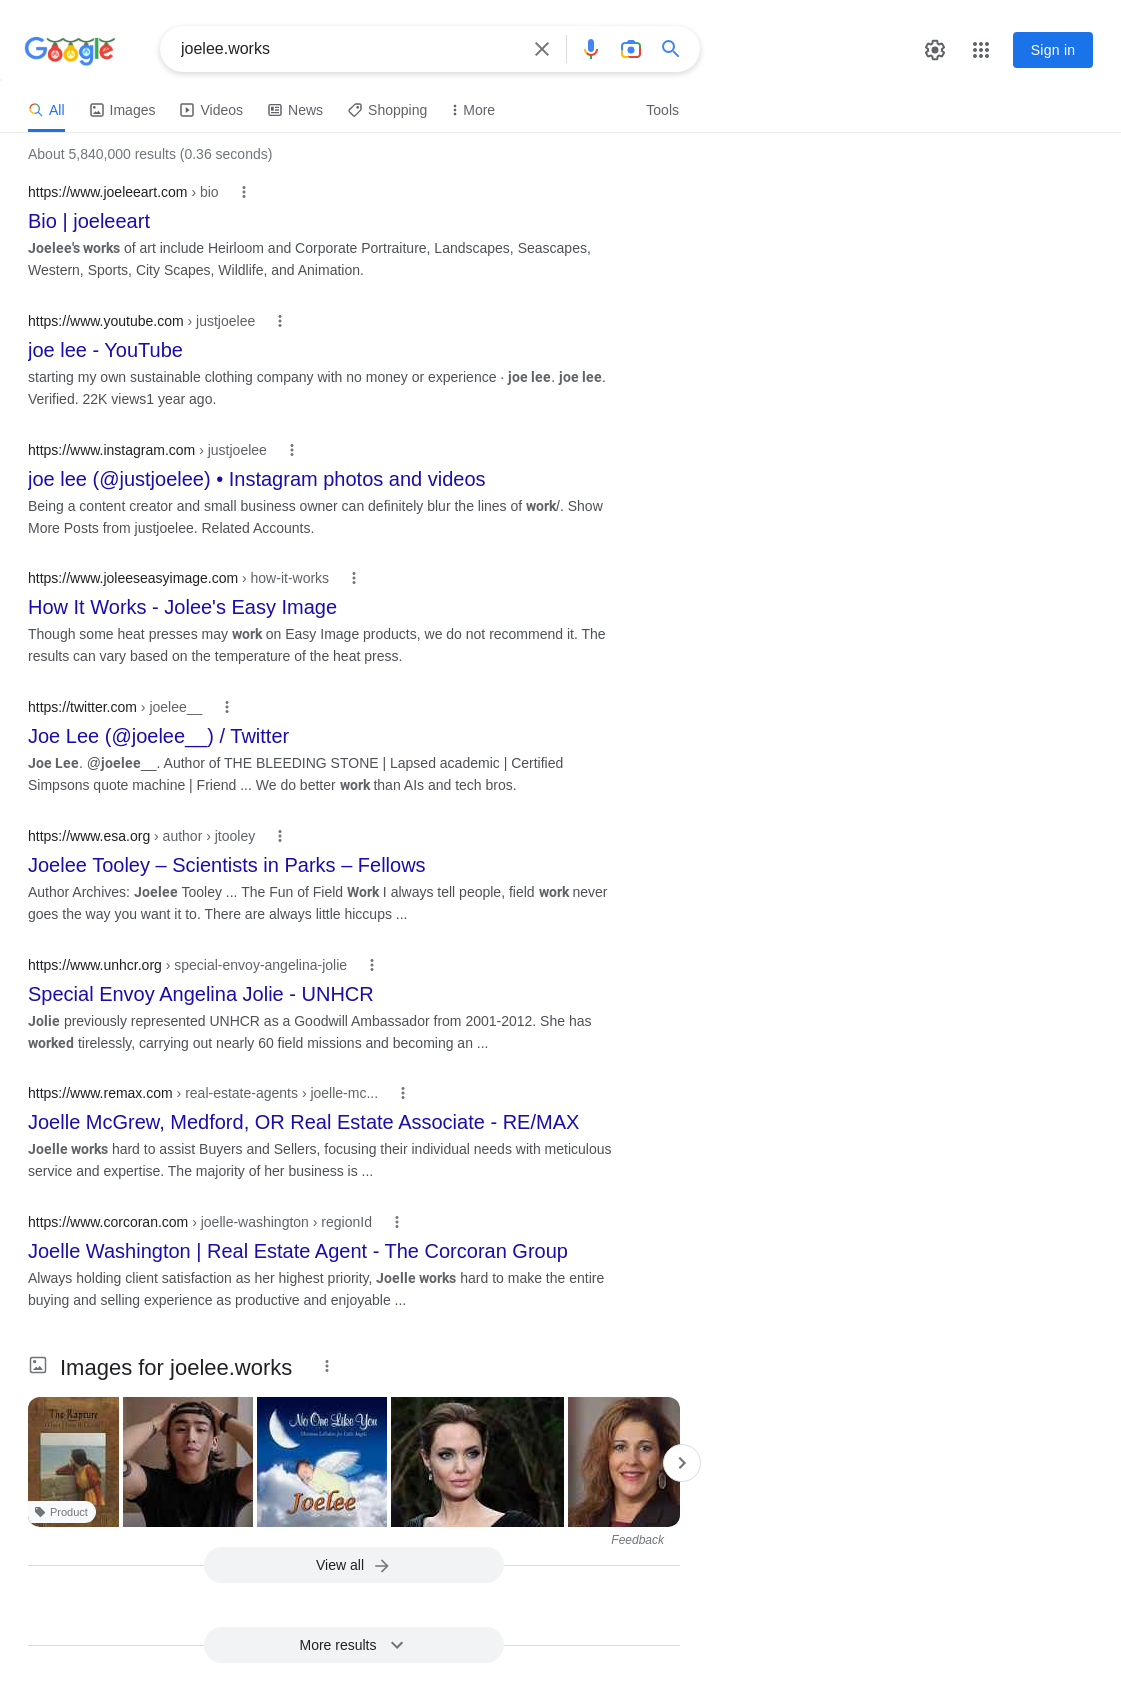 Google
joelee.works
Sign in
All
Images
Videos
News
Shopping
More
Tools
About 5,840,000 results (0.36 seconds)
https://www.joeleeart.com › bio
Bio | joeleeart
Joelee's works of art include Heirloom and Corporate Portraiture, Landscapes, Seascapes,
Western, Sports, City Scapes, Wildlife, and Animation.
https://www.youtube.com › justjoelee
joe lee - YouTube
starting my own sustainable clothing company with no money or experience · joe lee. joe lee.
Verified. 22K views1 year ago.
https://www.instagram.com › justjoelee
joe lee (@justjoelee) • Instagram photos and videos
Being a content creator and small business owner can definitely blur the lines of work/. Show
More Posts from justjoelee. Related Accounts.
https://www.joleeseasyimage.com › how-it-works
How It Works - Jolee's Easy Image
Though some heat presses may work on Easy Image products, we do not recommend it. The
results can vary based on the temperature of the heat press.
https://twitter.com › joelee__
Joe Lee (@joelee__) / Twitter
Joe Lee. @joelee__. Author of THE BLEEDING STONE | Lapsed academic | Certified
Simpsons quote machine | Friend ... We do better work than AIs and tech bros.
https://www.esa.org › author › jtooley
Joelee Tooley – Scientists in Parks – Fellows
Author Archives: Joelee Tooley ... The Fun of Field Work I always tell people, field work never
goes the way you want it to. There are always little hiccups ...
https://www.unhcr.org › special-envoy-angelina-jolie
Special Envoy Angelina Jolie - UNHCR
Jolie previously represented UNHCR as a Goodwill Ambassador from 2001-2012. She has
worked tirelessly, carrying out nearly 60 field missions and becoming an ...
https://www.remax.com › real-estate-agents › joelle-mc...
Joelle McGrew, Medford, OR Real Estate Associate - RE/MAX
Joelle works hard to assist Buyers and Sellers, focusing their individual needs with meticulous
service and expertise. The majority of her business is ...
https://www.corcoran.com › joelle-washington › regionId
Joelle Washington | Real Estate Agent - The Corcoran Group
Always holding client satisfaction as her highest priority, Joelle works hard to make the entire
buying and selling experience as productive and enjoyable ...
Images for joelee.works
The Rapture
No One Like You
Joelee
Product
Feedback
View all
More results